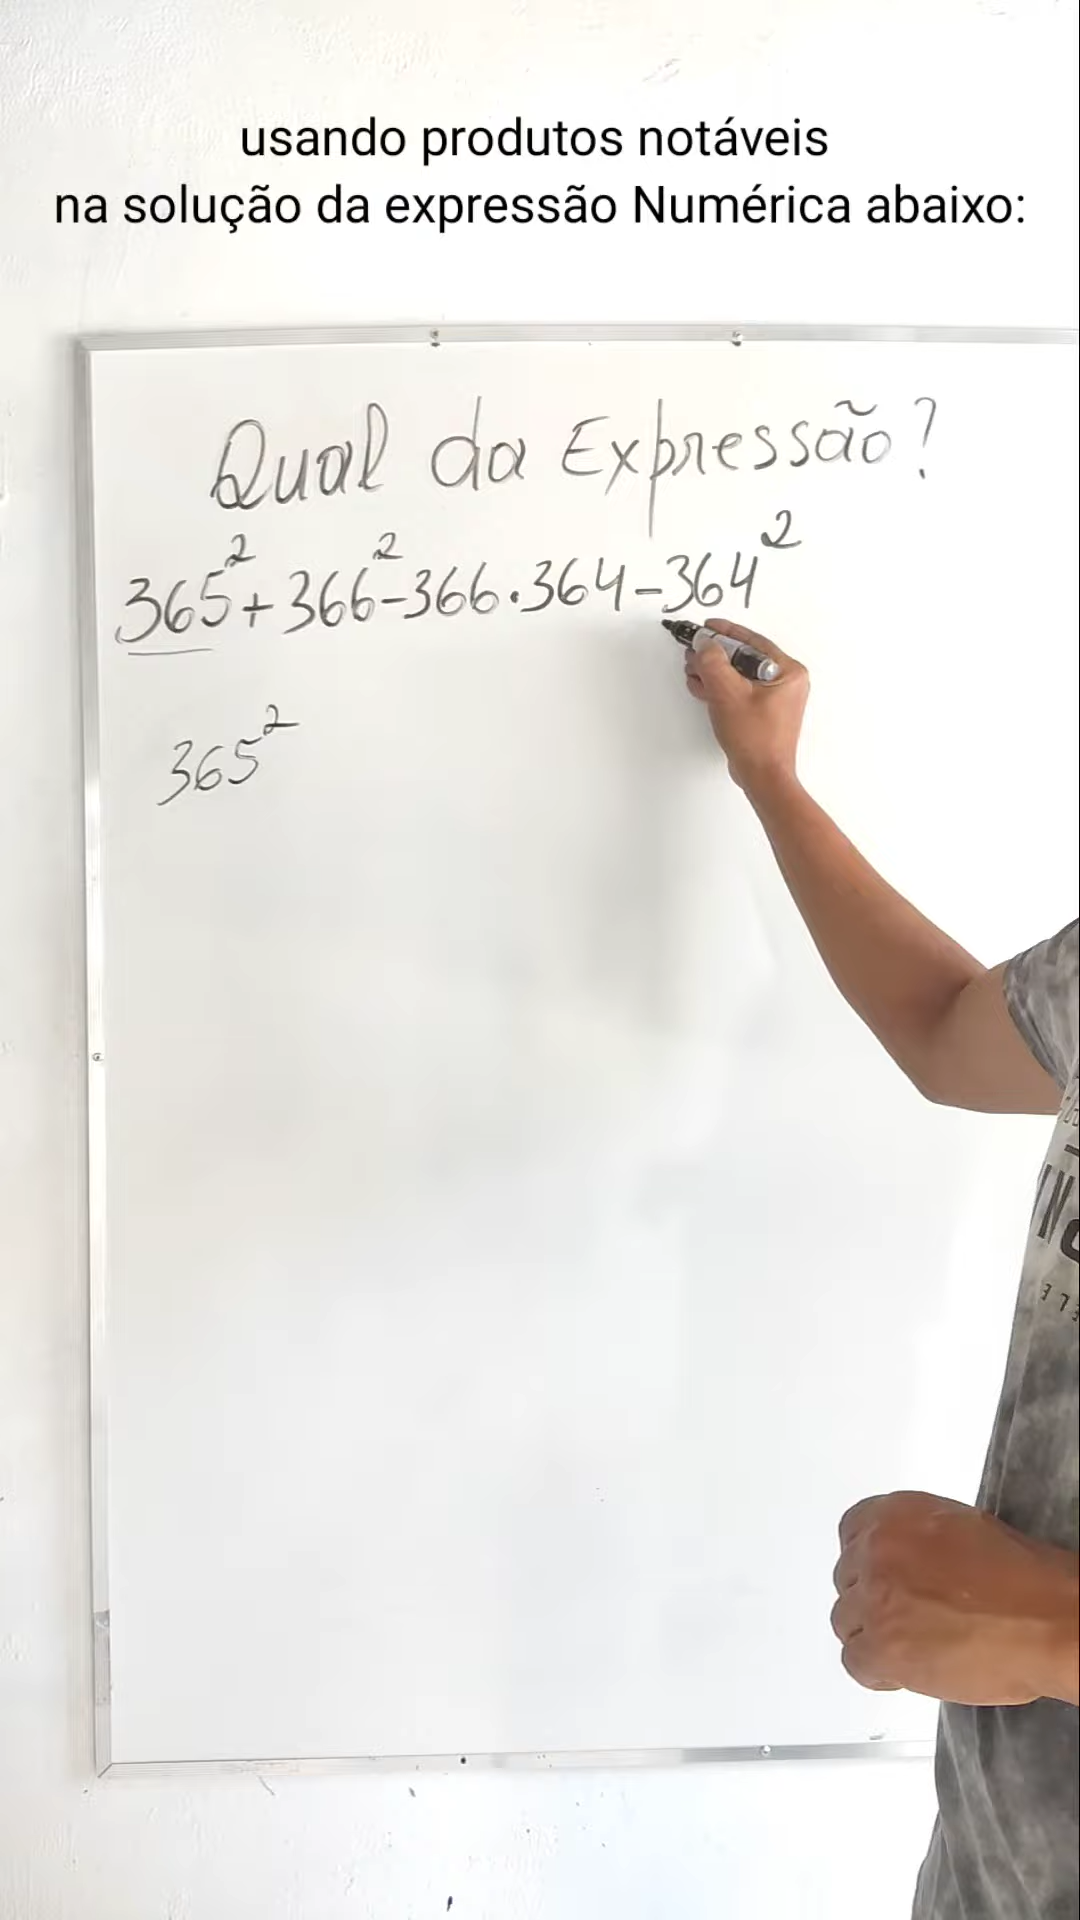 usando produtos notáveis
na solução da expressão Numérica abaixo:
Qual da Expressão?
365² + 366² - 366 . 364 - 364²
365²